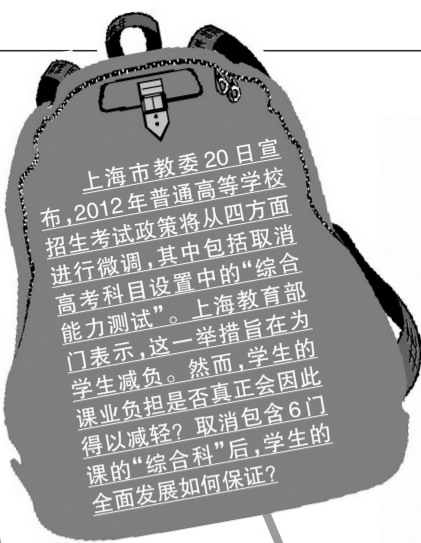 上海市教委20日宣
布,2012年普通高等学校
招生考试政策将从四方面
进行微调,其中包括取消
高考科目设置中的“综合
能力测试”。上海教育部
门表示,这一举措旨在为
学生减负。然而,学生的
课业负担是否真正会因此
得以减轻?取消包含6门
课的“综合科”后,学生的
全面发展如何保证?